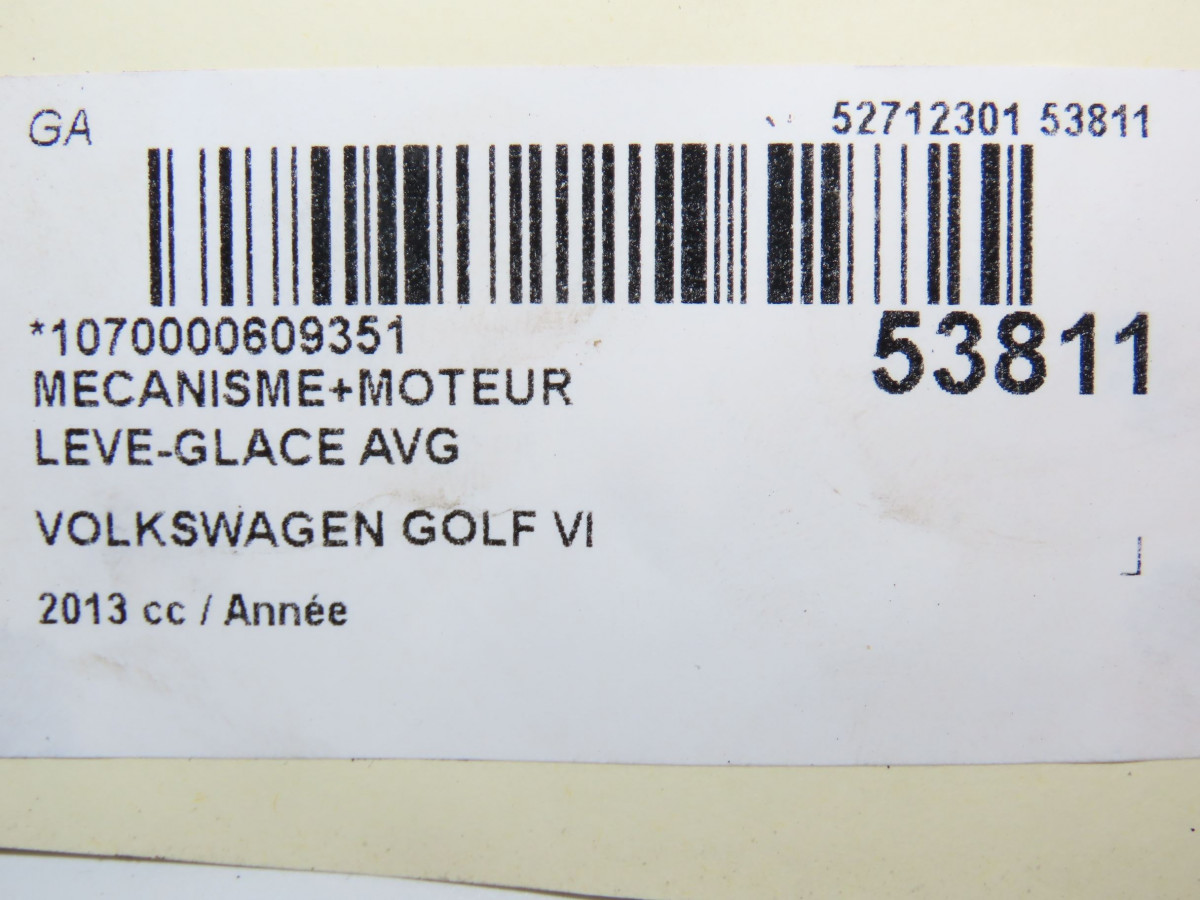 GA
52712301 53811
*1070000609351
53811
MECANISME+MOTEUR
LEVE-GLACE AVG
VOLKSWAGEN GOLF VI
2013 cc / Année